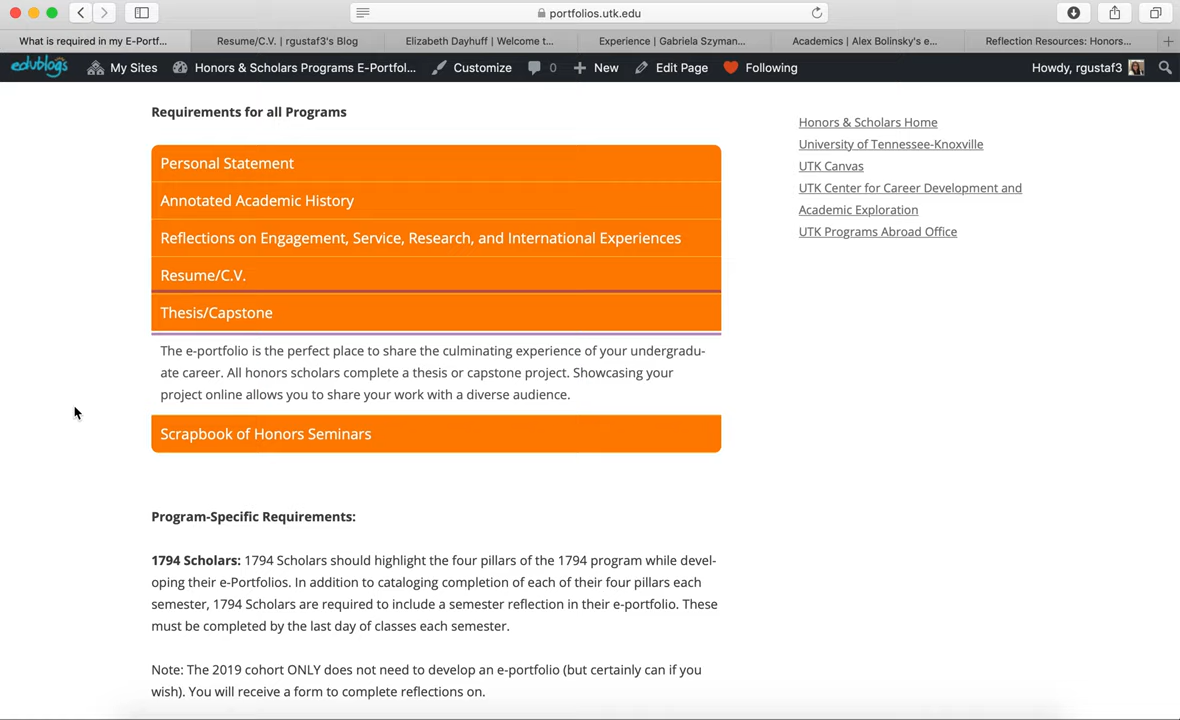 portfolios.utk.edu
What is required in my E-Portf...
Resume/C.V. | rgustaf3's Blog
Elizabeth Dayhuff | Welcome t...
Experience | Gabriela Szyman...
Academics | Alex Bolinsky's e...
Reflection Resources: Honors...
edublogs
My Sites
Honors & Scholars Programs E-Portfol...
Customize
0
New
Edit Page
Following
Howdy, rgustaf3
Requirements for all Programs
Personal Statement
Annotated Academic History
Reflections on Engagement, Service, Research, and International Experiences
Resume/C.V.
Thesis/Capstone
The e-portfolio is the perfect place to share the culminating experience of your undergradu-
ate career. All honors scholars complete a thesis or capstone project. Showcasing your
project online allows you to share your work with a diverse audience.
Scrapbook of Honors Seminars
Program-Specific Requirements:
1794 Scholars: 1794 Scholars should highlight the four pillars of the 1794 program while devel-
oping their e-Portfolios. In addition to cataloging completion of each of their four pillars each
semester, 1794 Scholars are required to include a semester reflection in their e-portfolio. These
must be completed by the last day of classes each semester.
Note: The 2019 cohort ONLY does not need to develop an e-portfolio (but certainly can if you
wish). You will receive a form to complete reflections on.
Honors & Scholars Home
University of Tennessee-Knoxville
UTK Canvas
UTK Center for Career Development and
Academic Exploration
UTK Programs Abroad Office